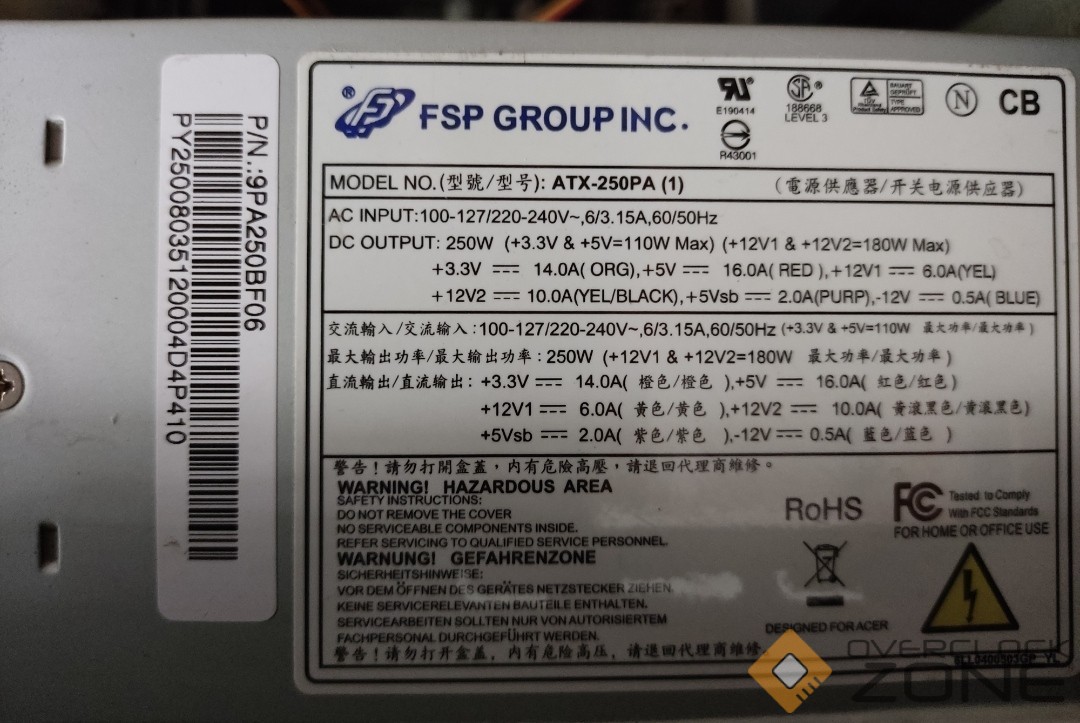 P/N.:9PA250BF06
PY25008035120004D4P410
® FSP GROUP INC.
E190414
188668
LEVEL 3
R43001
BAUART GEPRÜFT
TYPE APPROVED
N
CB
MODEL NO.(型號/型号): ATX-250PA (1) (電源供應器/开关电源供应器)
AC INPUT:100-127/220-240V~,6/3.15A,60/50Hz
DC OUTPUT: 250W (+3.3V & +5V=110W Max) (+12V1 & +12V2=180W Max)
+3.3V ⎓ 14.0A( ORG),+5V ⎓ 16.0A( RED ),+12V1 ⎓ 6.0A(YEL)
+12V2 ⎓ 10.0A(YEL/BLACK),+5Vsb ⎓ 2.0A(PURP),-12V ⎓ 0.5A( BLUE)
交流輸入/交流输入:100-127/220-240V~,6/3.15A,60/50Hz (+3.3V & +5V=110W 最大功率/最大功率)
最大輸出功率/最大输出功率: 250W (+12V1 & +12V2=180W 最大功率/最大功率)
直流輸出/直流输出: +3.3V ⎓ 14.0A( 橙色/橙色 ),+5V ⎓ 16.0A( 紅色/红色)
+12V1 ⎓ 6.0A( 黃色/黄色 ),+12V2 ⎓ 10.0A( 黃滾黑色/黄滚黑色)
+5Vsb ⎓ 2.0A( 紫色/紫色 ),-12V ⎓ 0.5A( 藍色/蓝色 )
警告!請勿打開盒蓋,内有危險高壓,請退回代理商維修。
WARNING! HAZARDOUS AREA
SAFETY INSTRUCTIONS:
DO NOT REMOVE THE COVER
NO SERVICEABLE COMPONENTS INSIDE.
REFER SERVICING TO QUALIFIED SERVICE PERSONNEL.
WARNUNG! GEFAHRENZONE
SICHERHEITSHINWEISE:
VOR DEM ÖFFNEN DES GERÄTES NETZSTECKER ZIEHEN.
KEINE SERVICERELEVANTEN BAUTEILE ENTHALTEN.
SERVICEARBEITEN SOLLTEN NUR VON AUTORISIERTEM
FACHPERSONAL DURCHGEFÜHRT WERDEN.
警告!请勿打开盒盖,内有危险高压,请退回代理商维修。
RoHS
FC Tested to Comply
With FCC Standards
FOR HOME OR OFFICE USE
DESIGNED FOR ACER
OVERCLOCK
ZONE